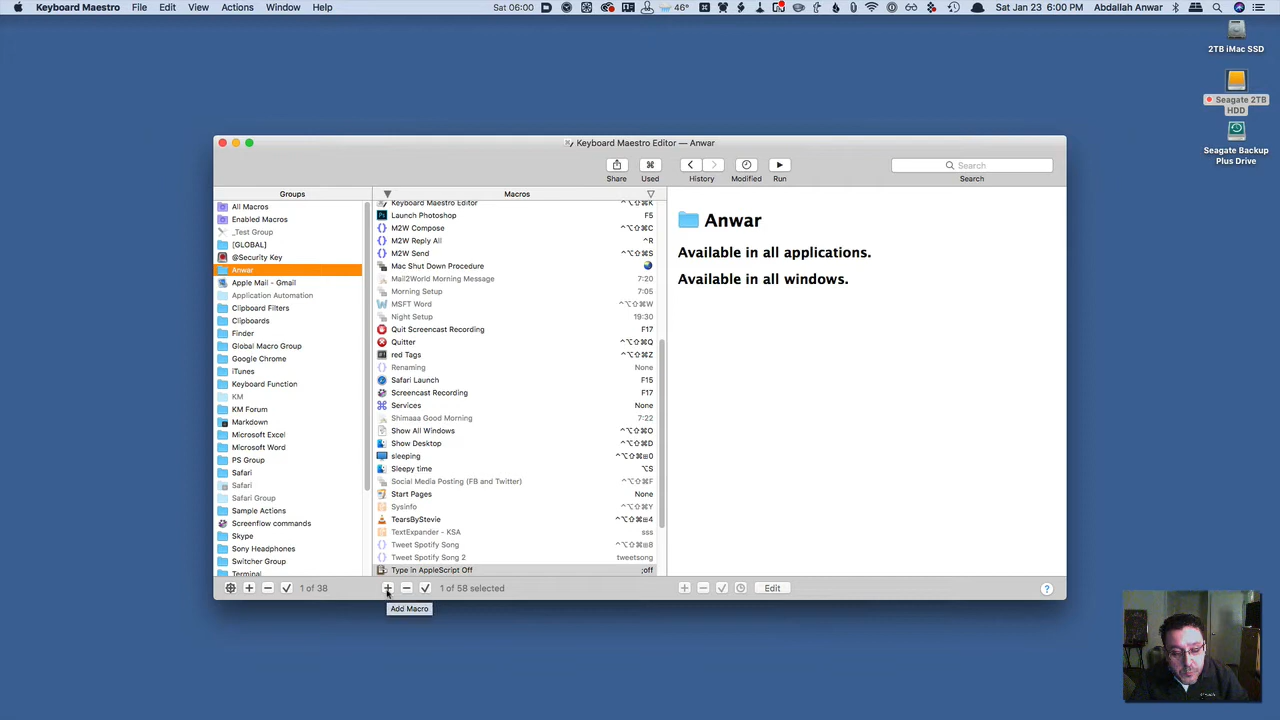 Keyboard Maestro File Edit View Actions Window Help Sat 06:00 46° Sat Jan 23 6:00 PM Abdallah Anwar
2TB iMac SSD
Seagate 2TB
HDD
Seagate Backup
Plus Drive
Keyboard Maestro Editor — Anwar
Share Used History Modified Run Search
Search
Groups
All Macros
Enabled Macros
_Test Group
[GLOBAL]
@Security Key
Anwar
Apple Mail - Gmail
Application Automation
Clipboard Filters
Clipboards
Finder
Global Macro Group
Google Chrome
iTunes
Keyboard Function
KM
KM Forum
Markdown
Microsoft Excel
Microsoft Word
PS Group
Safari
Safari
Safari Group
Sample Actions
Screenflow commands
Skype
Sony Headphones
Switcher Group
Terminal
1 of 38
Macros
Keyboard Maestro Editor ^⌥⇧⌘K
Launch Photoshop F5
M2W Compose ^⌥⇧⌘C
M2W Reply All ^R
M2W Send ^⌥⇧⌘S
Mac Shut Down Procedure
Mail2World Morning Message 7:20
Morning Setup 7:05
MSFT Word ^⌥⇧⌘W
Night Setup 19:30
Quit Screencast Recording F17
Quitter ^⌥⇧⌘Q
red Tags ^⌥⇧⌘Z
Renaming None
Safari Launch F15
Screencast Recording F17
Services None
Shimaaa Good Morning 7:22
Show All Windows ^⌥⇧⌘O
Show Desktop ^⌥⇧⌘D
sleeping ^⌥⇧⌘⊞0
Sleepy time ⌥S
Social Media Posting (FB and Twitter) ^⌥⇧⌘F
Start Pages None
Sysinfo ^⌥⇧⌘Y
TearsByStevie ^⌥⇧⌘⊞4
TextExpander - KSA sss
Tweet Spotify Song ^⌥⇧⌘⊞8
Tweet Spotify Song 2 tweetsong
Type in AppleScript Off ;off
1 of 58 selected
Add Macro
Anwar
Available in all applications.
Available in all windows.
Edit
?